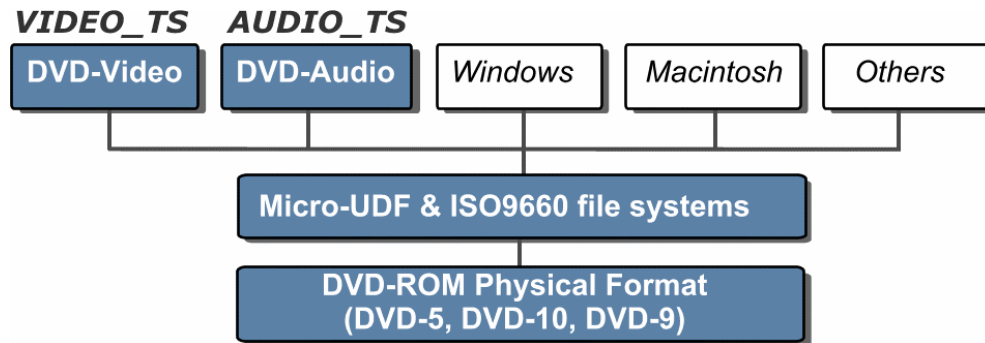 VIDEO_TS AUDIO_TS
DVD-Video DVD-Audio Windows Macintosh Others
Micro-UDF & ISO9660 file systems
DVD-ROM Physical Format
(DVD-5, DVD-10, DVD-9)